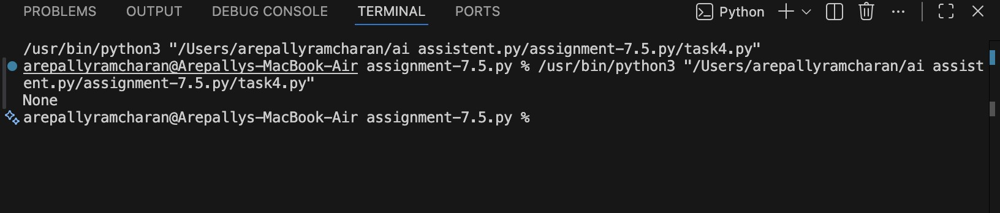 PROBLEMS OUTPUT DEBUG CONSOLE TERMINAL PORTS Python
/usr/bin/python3 "/Users/arepallyramcharan/ai assistent.py/assignment-7.5.py/task4.py"
arepallyramcharan@Arepallys-MacBook-Air assignment-7.5.py % /usr/bin/python3 "/Users/arepallyramcharan/ai assist
ent.py/assignment-7.5.py/task4.py"
None
arepallyramcharan@Arepallys-MacBook-Air assignment-7.5.py %